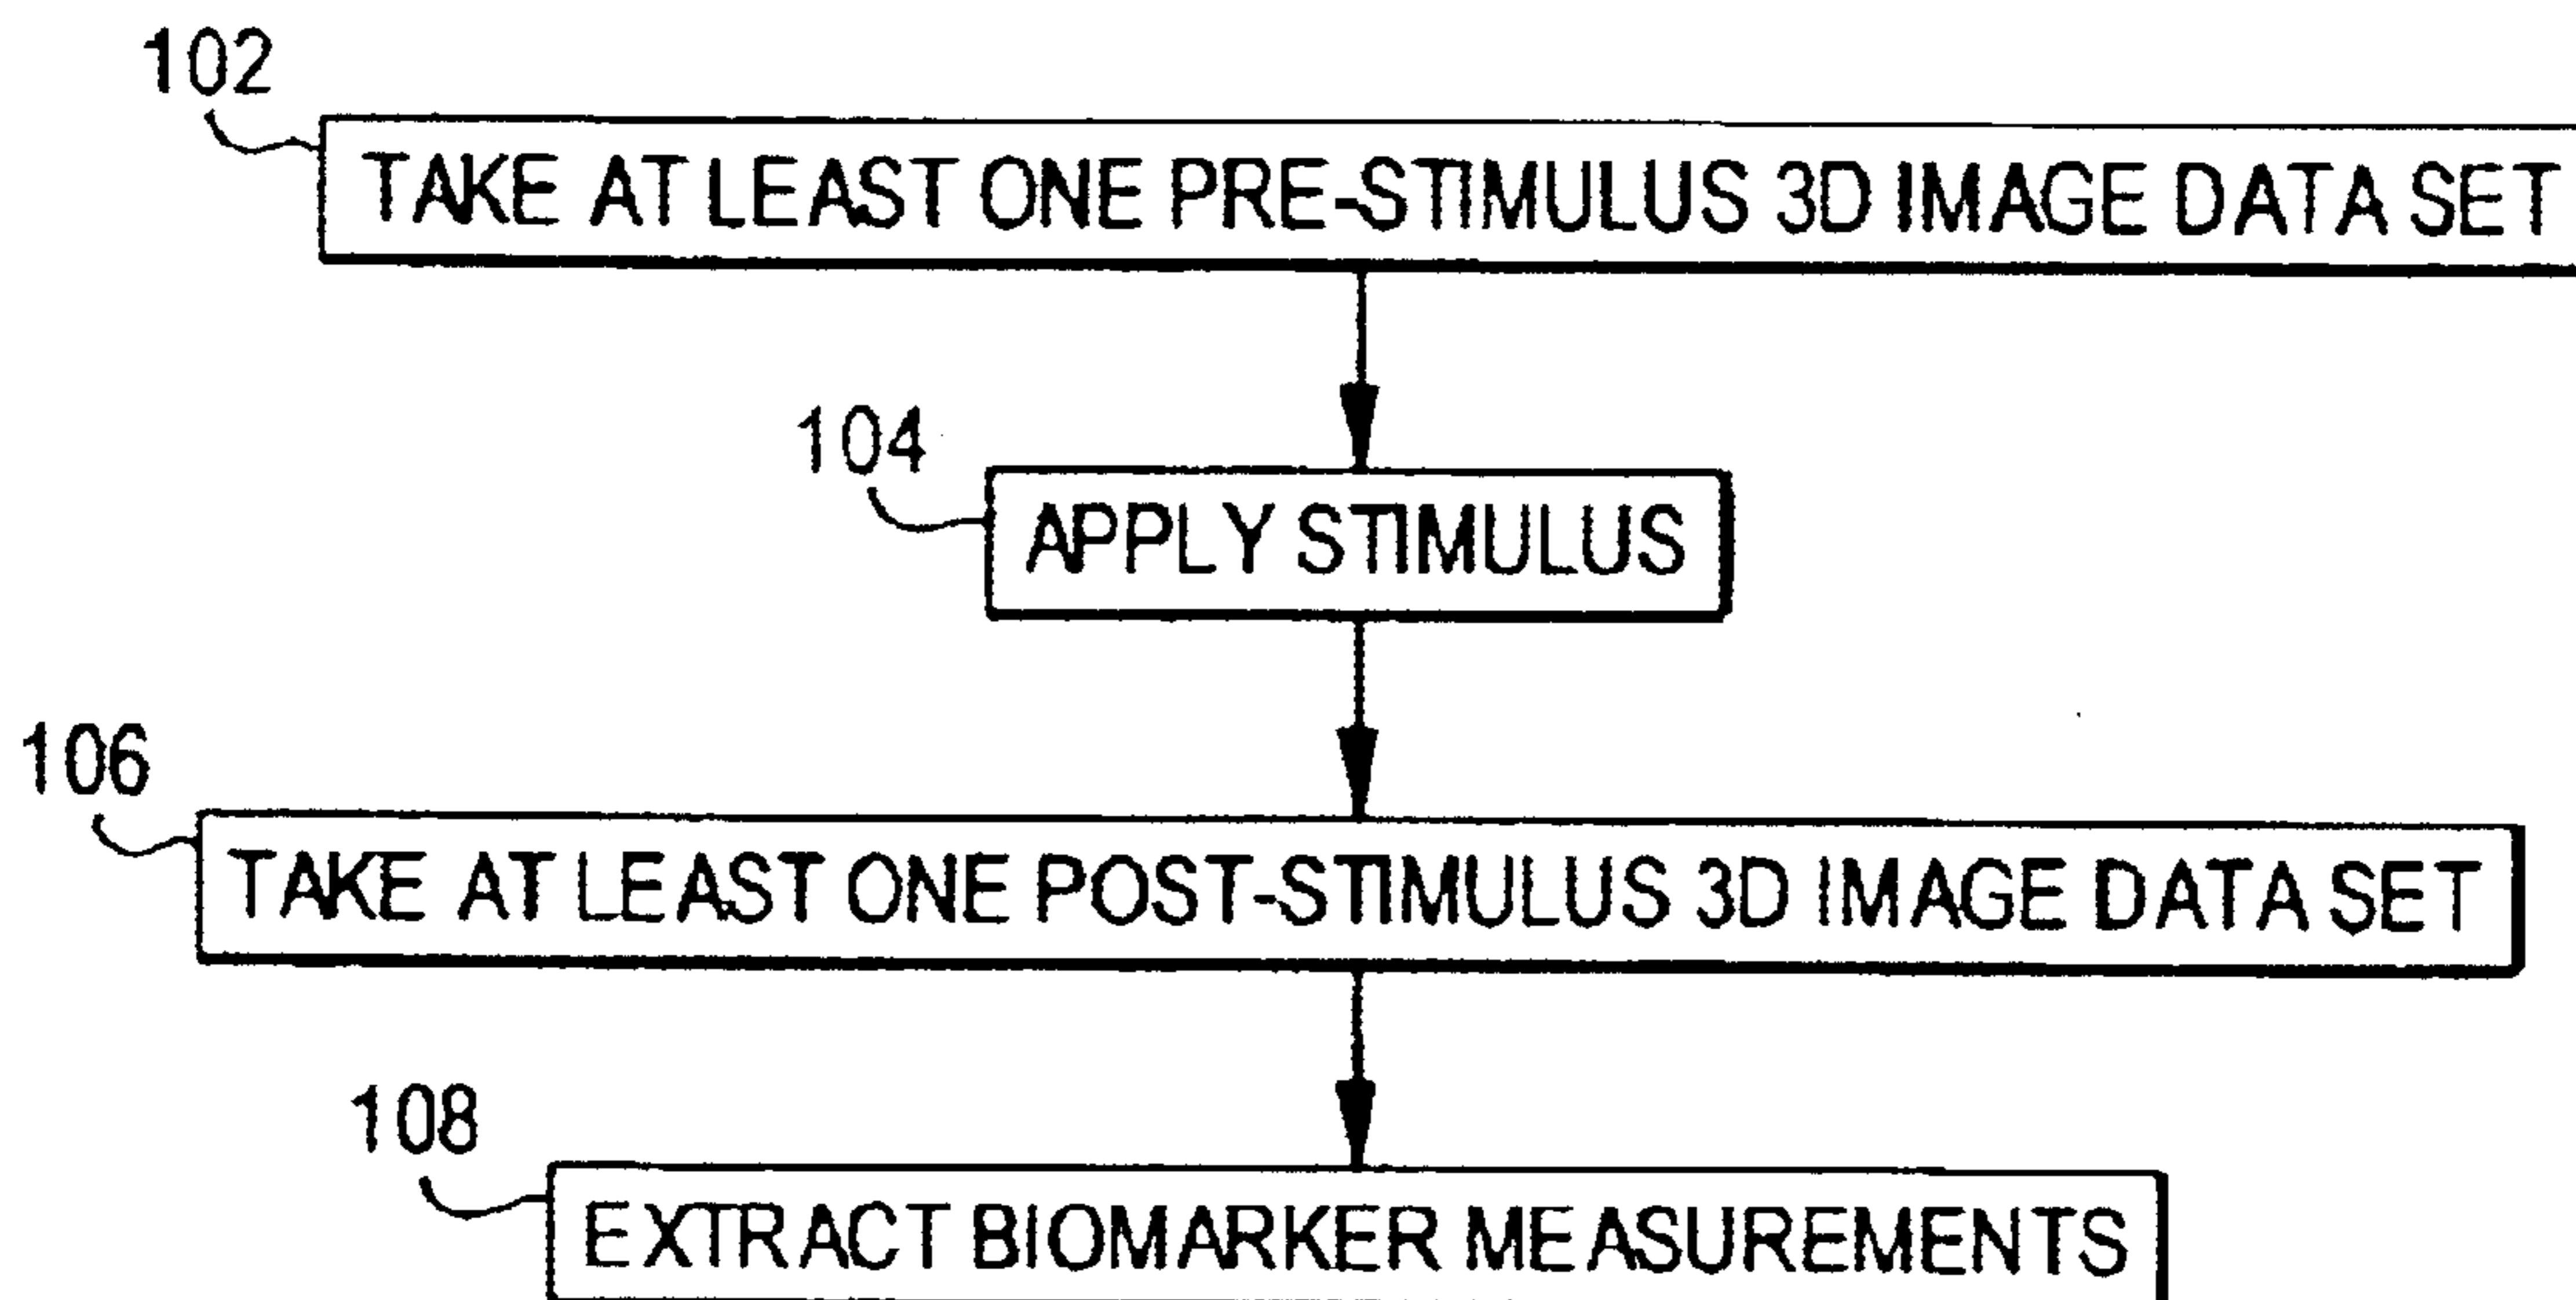 102
TAKE AT LEAST ONE PRE-STIMULUS 3D IMAGE DATA SET
104
APPLY STIMULUS
106
TAKE AT LEAST ONE POST-STIMULUS 3D IMAGE DATA SET
108
EXTRACT BIOMARKER MEASUREMENTS